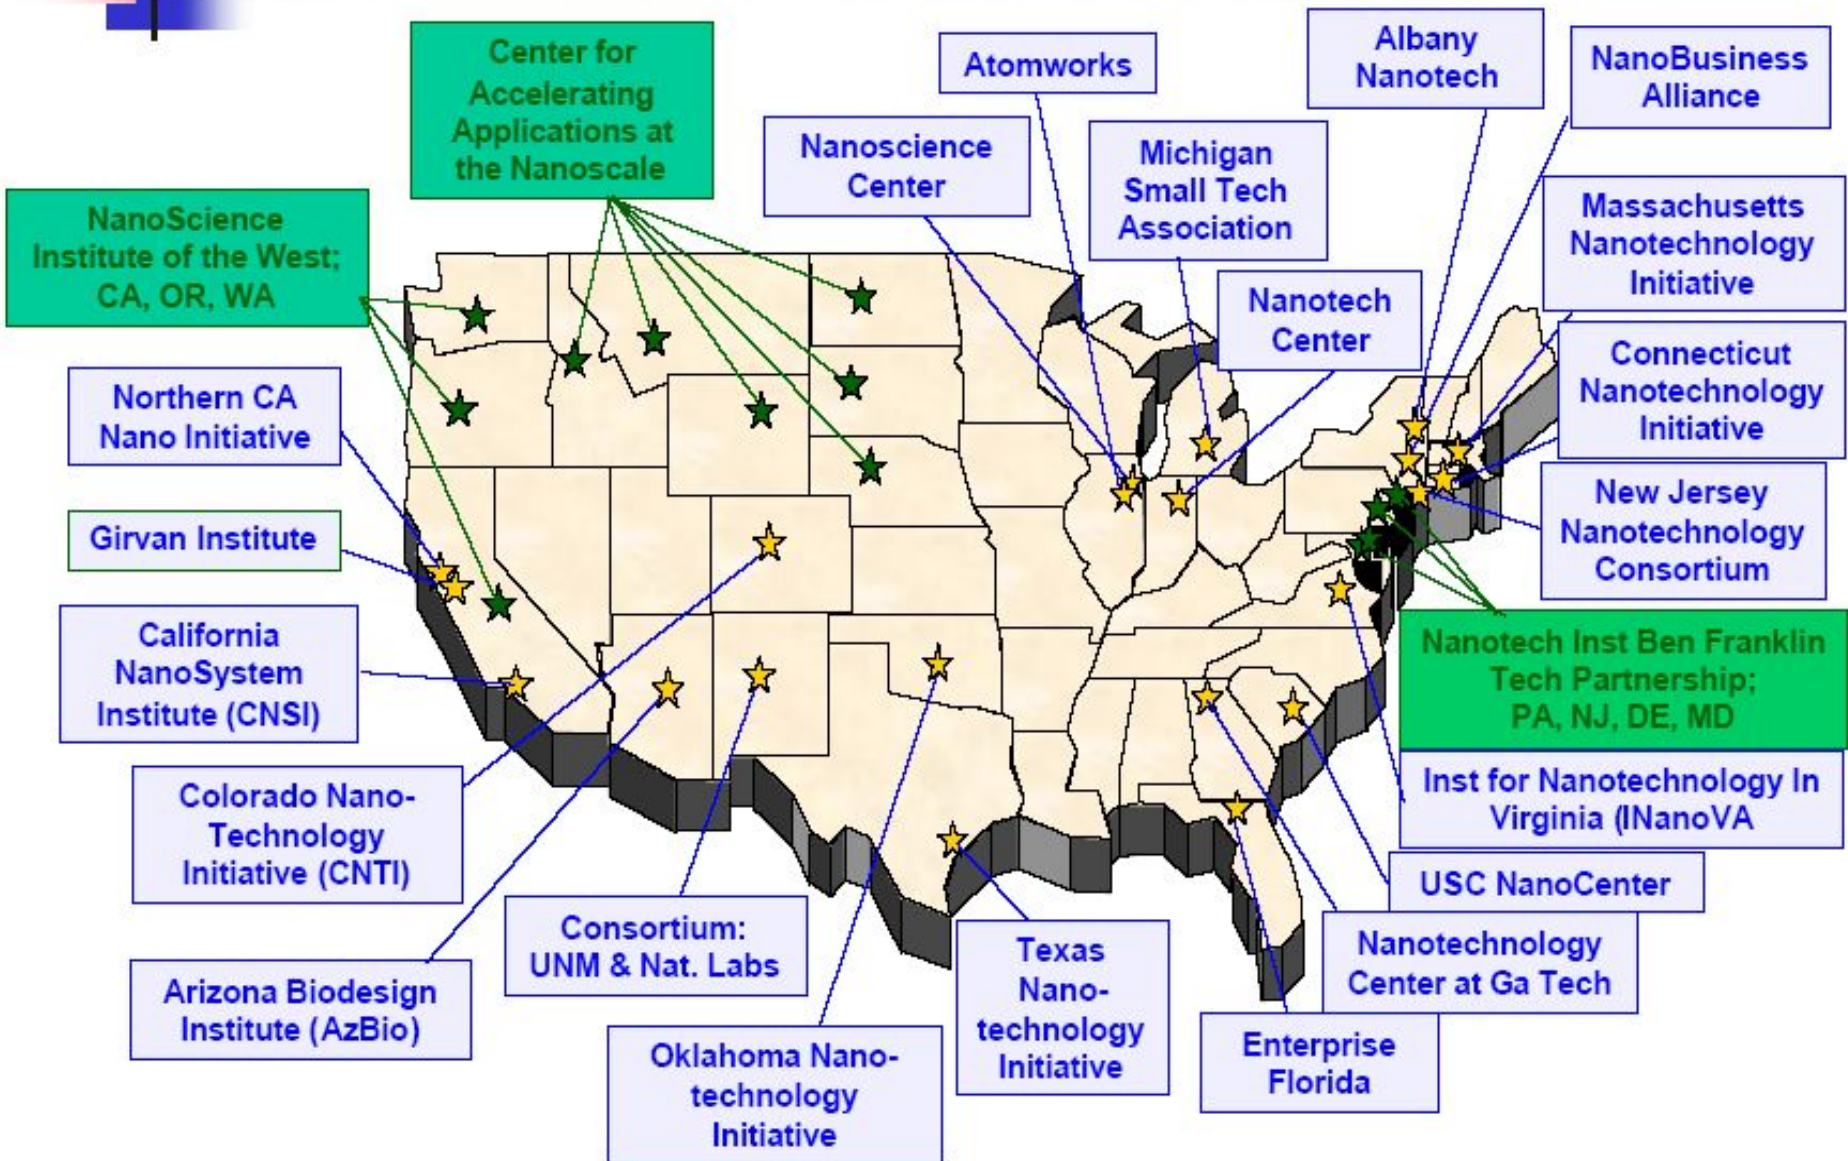 Center for
Accelerating
Applications at
the Nanoscale
Atomworks
Albany
Nanotech
NanoBusiness
Alliance
Nanoscience
Center
Michigan
Small Tech
Association
Massachusetts
Nanotechnology
Initiative
NanoScience
Institute of the West;
CA, OR, WA
Nanotech
Center
Connecticut
Nanotechnology
Initiative
Northern CA
Nano Initiative
New Jersey
Nanotechnology
Consortium
Girvan Institute
California
NanoSystem
Institute (CNSI)
Nanotech Inst Ben Franklin
Tech Partnership;
PA, NJ, DE, MD
Colorado Nano-
Technology
Initiative (CNTI)
Inst for Nanotechnology In
Virginia (INanoVA
USC NanoCenter
Arizona Biodesign
Institute (AzBio)
Consortium:
UNM & Nat. Labs
Texas
Nano-
technology
Initiative
Nanotechnology
Center at Ga Tech
Oklahoma Nano-
technology
Initiative
Enterprise
Florida